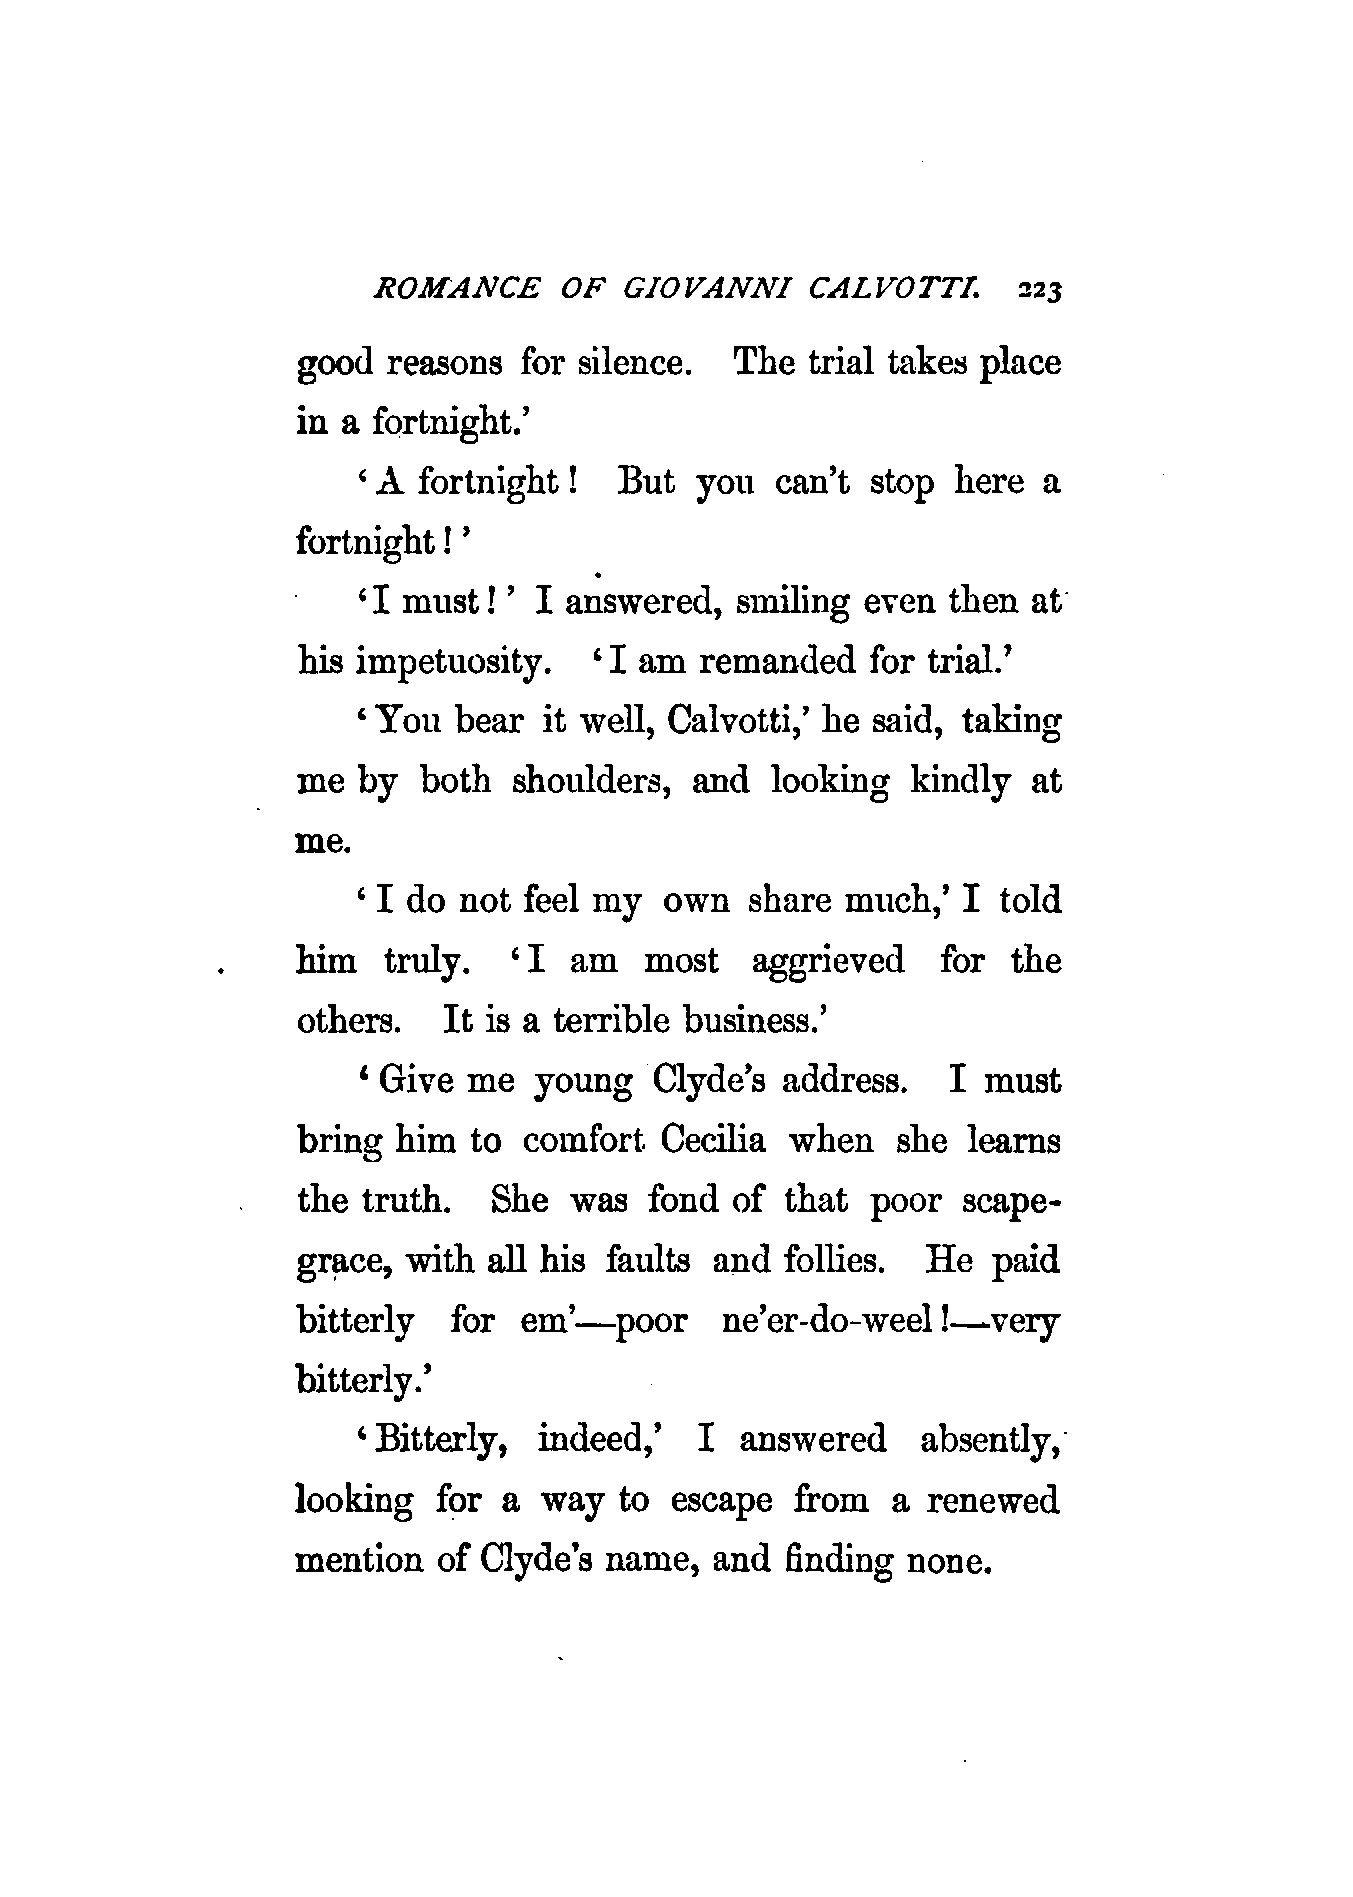 ROMANCE OF GIOVANNI CALVOTTI. 223
good reasons for silence. The trial takes place
in a fortnight.’
‘A fortnight! But you can’t stop here a
fortnight!’
‘I must!’ I answered, smiling even then at
his impetuosity. ‘I am remanded for trial.’
‘You bear it well, Calvotti,’ he said, taking
me by both shoulders, and looking kindly at
me.
‘I do not feel my own share much,’ I told
him truly. ‘I am most aggrieved for the
others. It is a terrible business.’
‘Give me young Clyde’s address. I must
bring him to comfort Cecilia when she learns
the truth. She was fond of that poor scape-
grace, with all his faults and follies. He paid
bitterly for em’—poor ne’er-do-weel!—very
bitterly.’
‘Bitterly, indeed,’ I answered absently,
looking for a way to escape from a renewed
mention of Clyde’s name, and finding none.